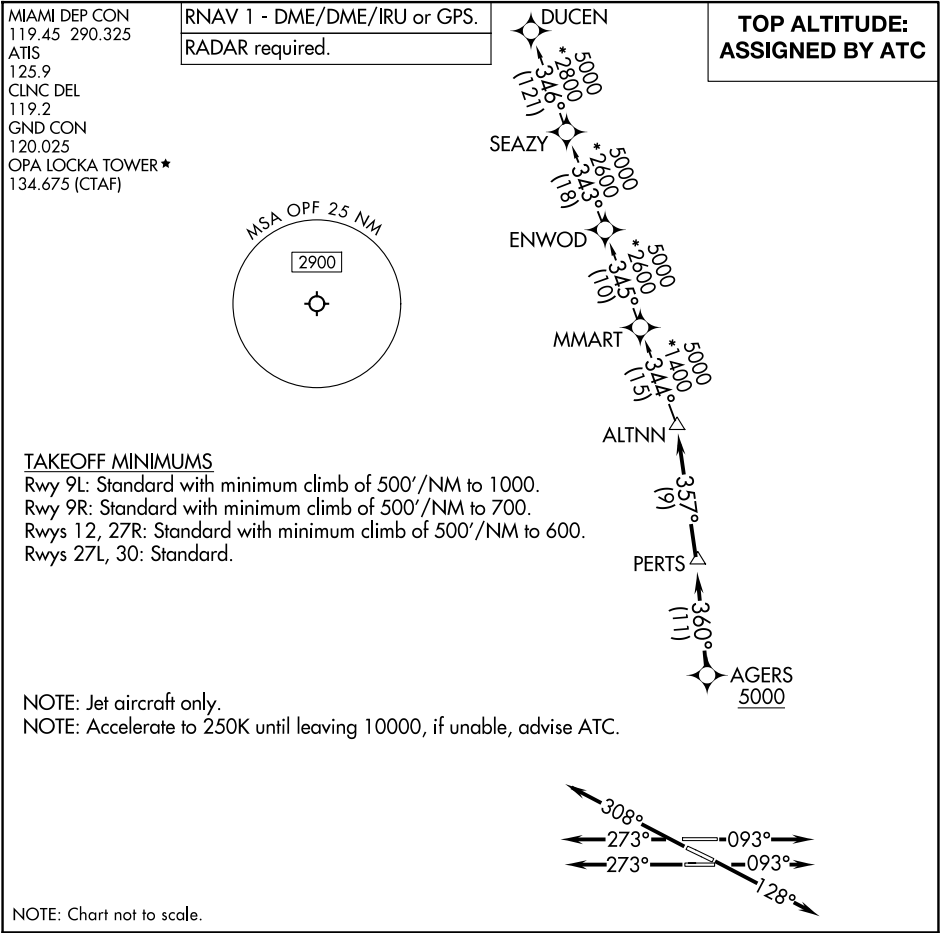 MIAMI DEP CON
119.45 290.325
ATIS
125.9
CLNC DEL
119.2
GND CON
120.025
OPA LOCKA TOWER★
134.675 (CTAF)
RNAV 1 - DME/DME/IRU or GPS.
RADAR required.
TOP ALTITUDE:
ASSIGNED BY ATC
DUCEN
5000
*2800
346°
(121)
SEAZY
5000
*2600
343°
(18)
ENWOD
5000
*2600
345°
(10)
MMART
5000
*1400
344°
(15)
ALTNN
357°
(9)
PERTS
360°
(11)
AGERS
5000
MSA OPF 25 NM
2900
TAKEOFF MINIMUMS
Rwy 9L: Standard with minimum climb of 500'/NM to 1000.
Rwy 9R: Standard with minimum climb of 500'/NM to 700.
Rwys 12, 27R: Standard with minimum climb of 500'/NM to 600.
Rwys 27L, 30: Standard.
NOTE: Jet aircraft only.
NOTE: Accelerate to 250K until leaving 10000, if unable, advise ATC.
308°
273° 093°
273° 093°
128°
NOTE: Chart not to scale.